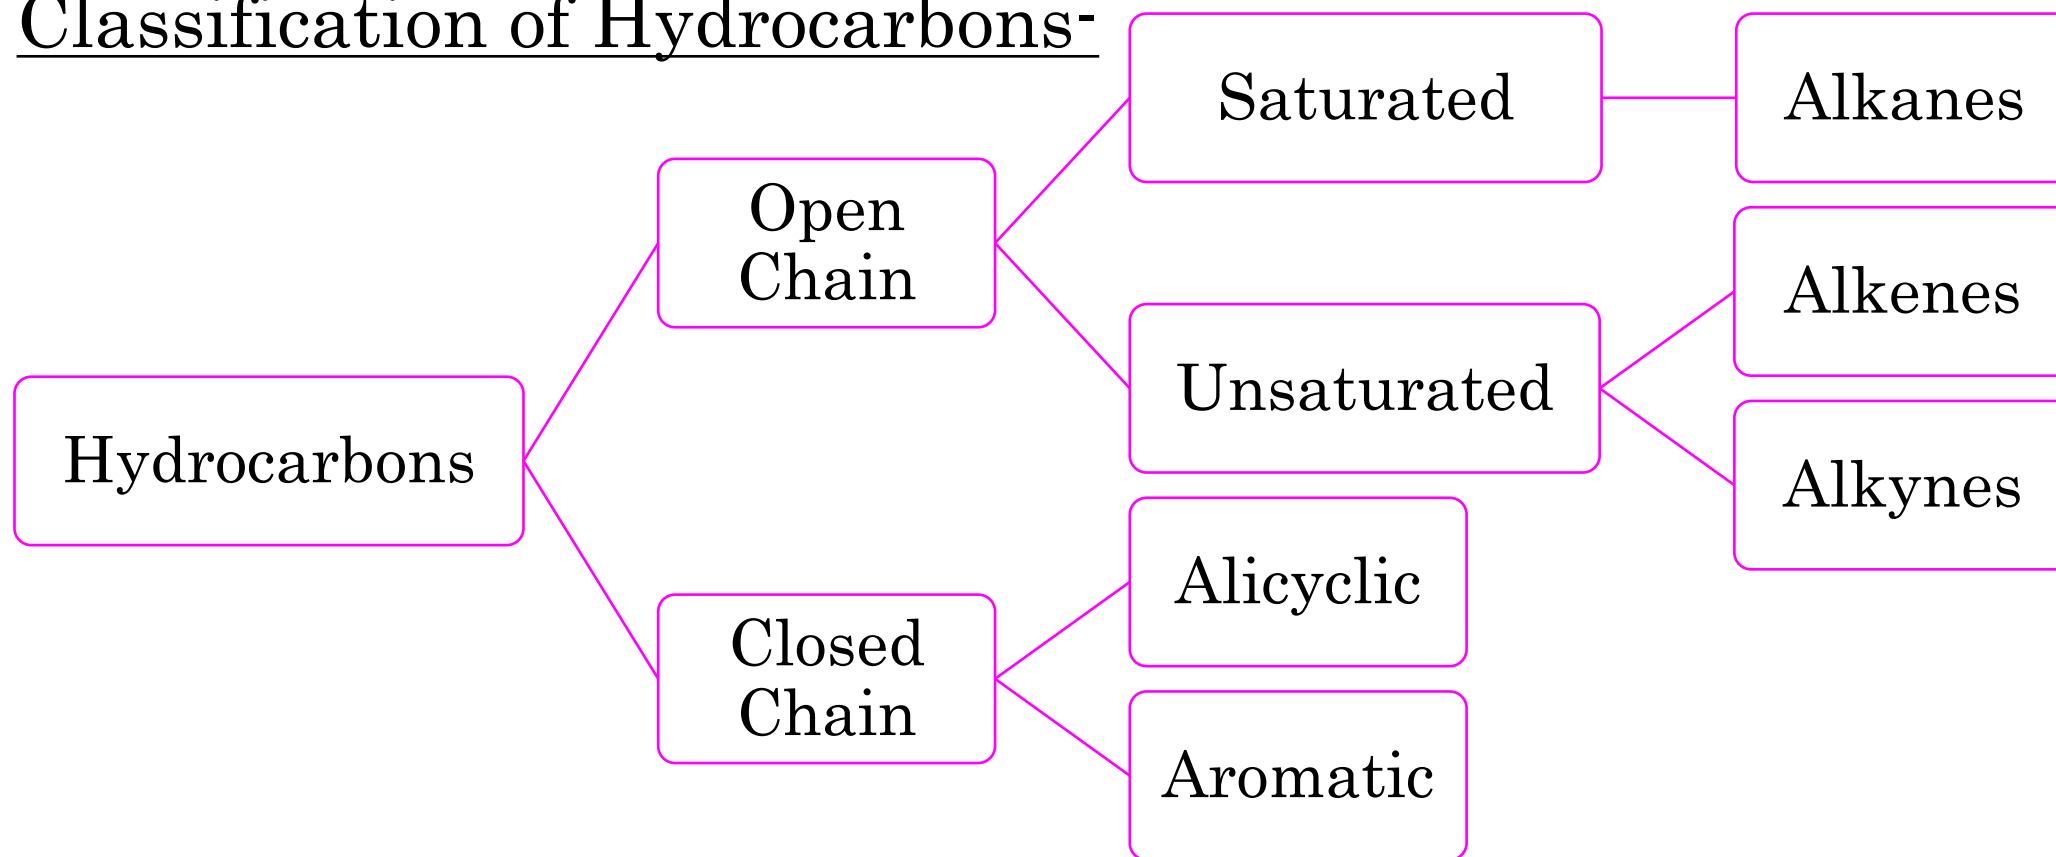 Classification of Hydrocarbons-
Saturated
Alkanes
Open
Chain
Alkenes
Unsaturated
Hydrocarbons
Alkynes
Alicyclic
Closed
Chain
Aromatic